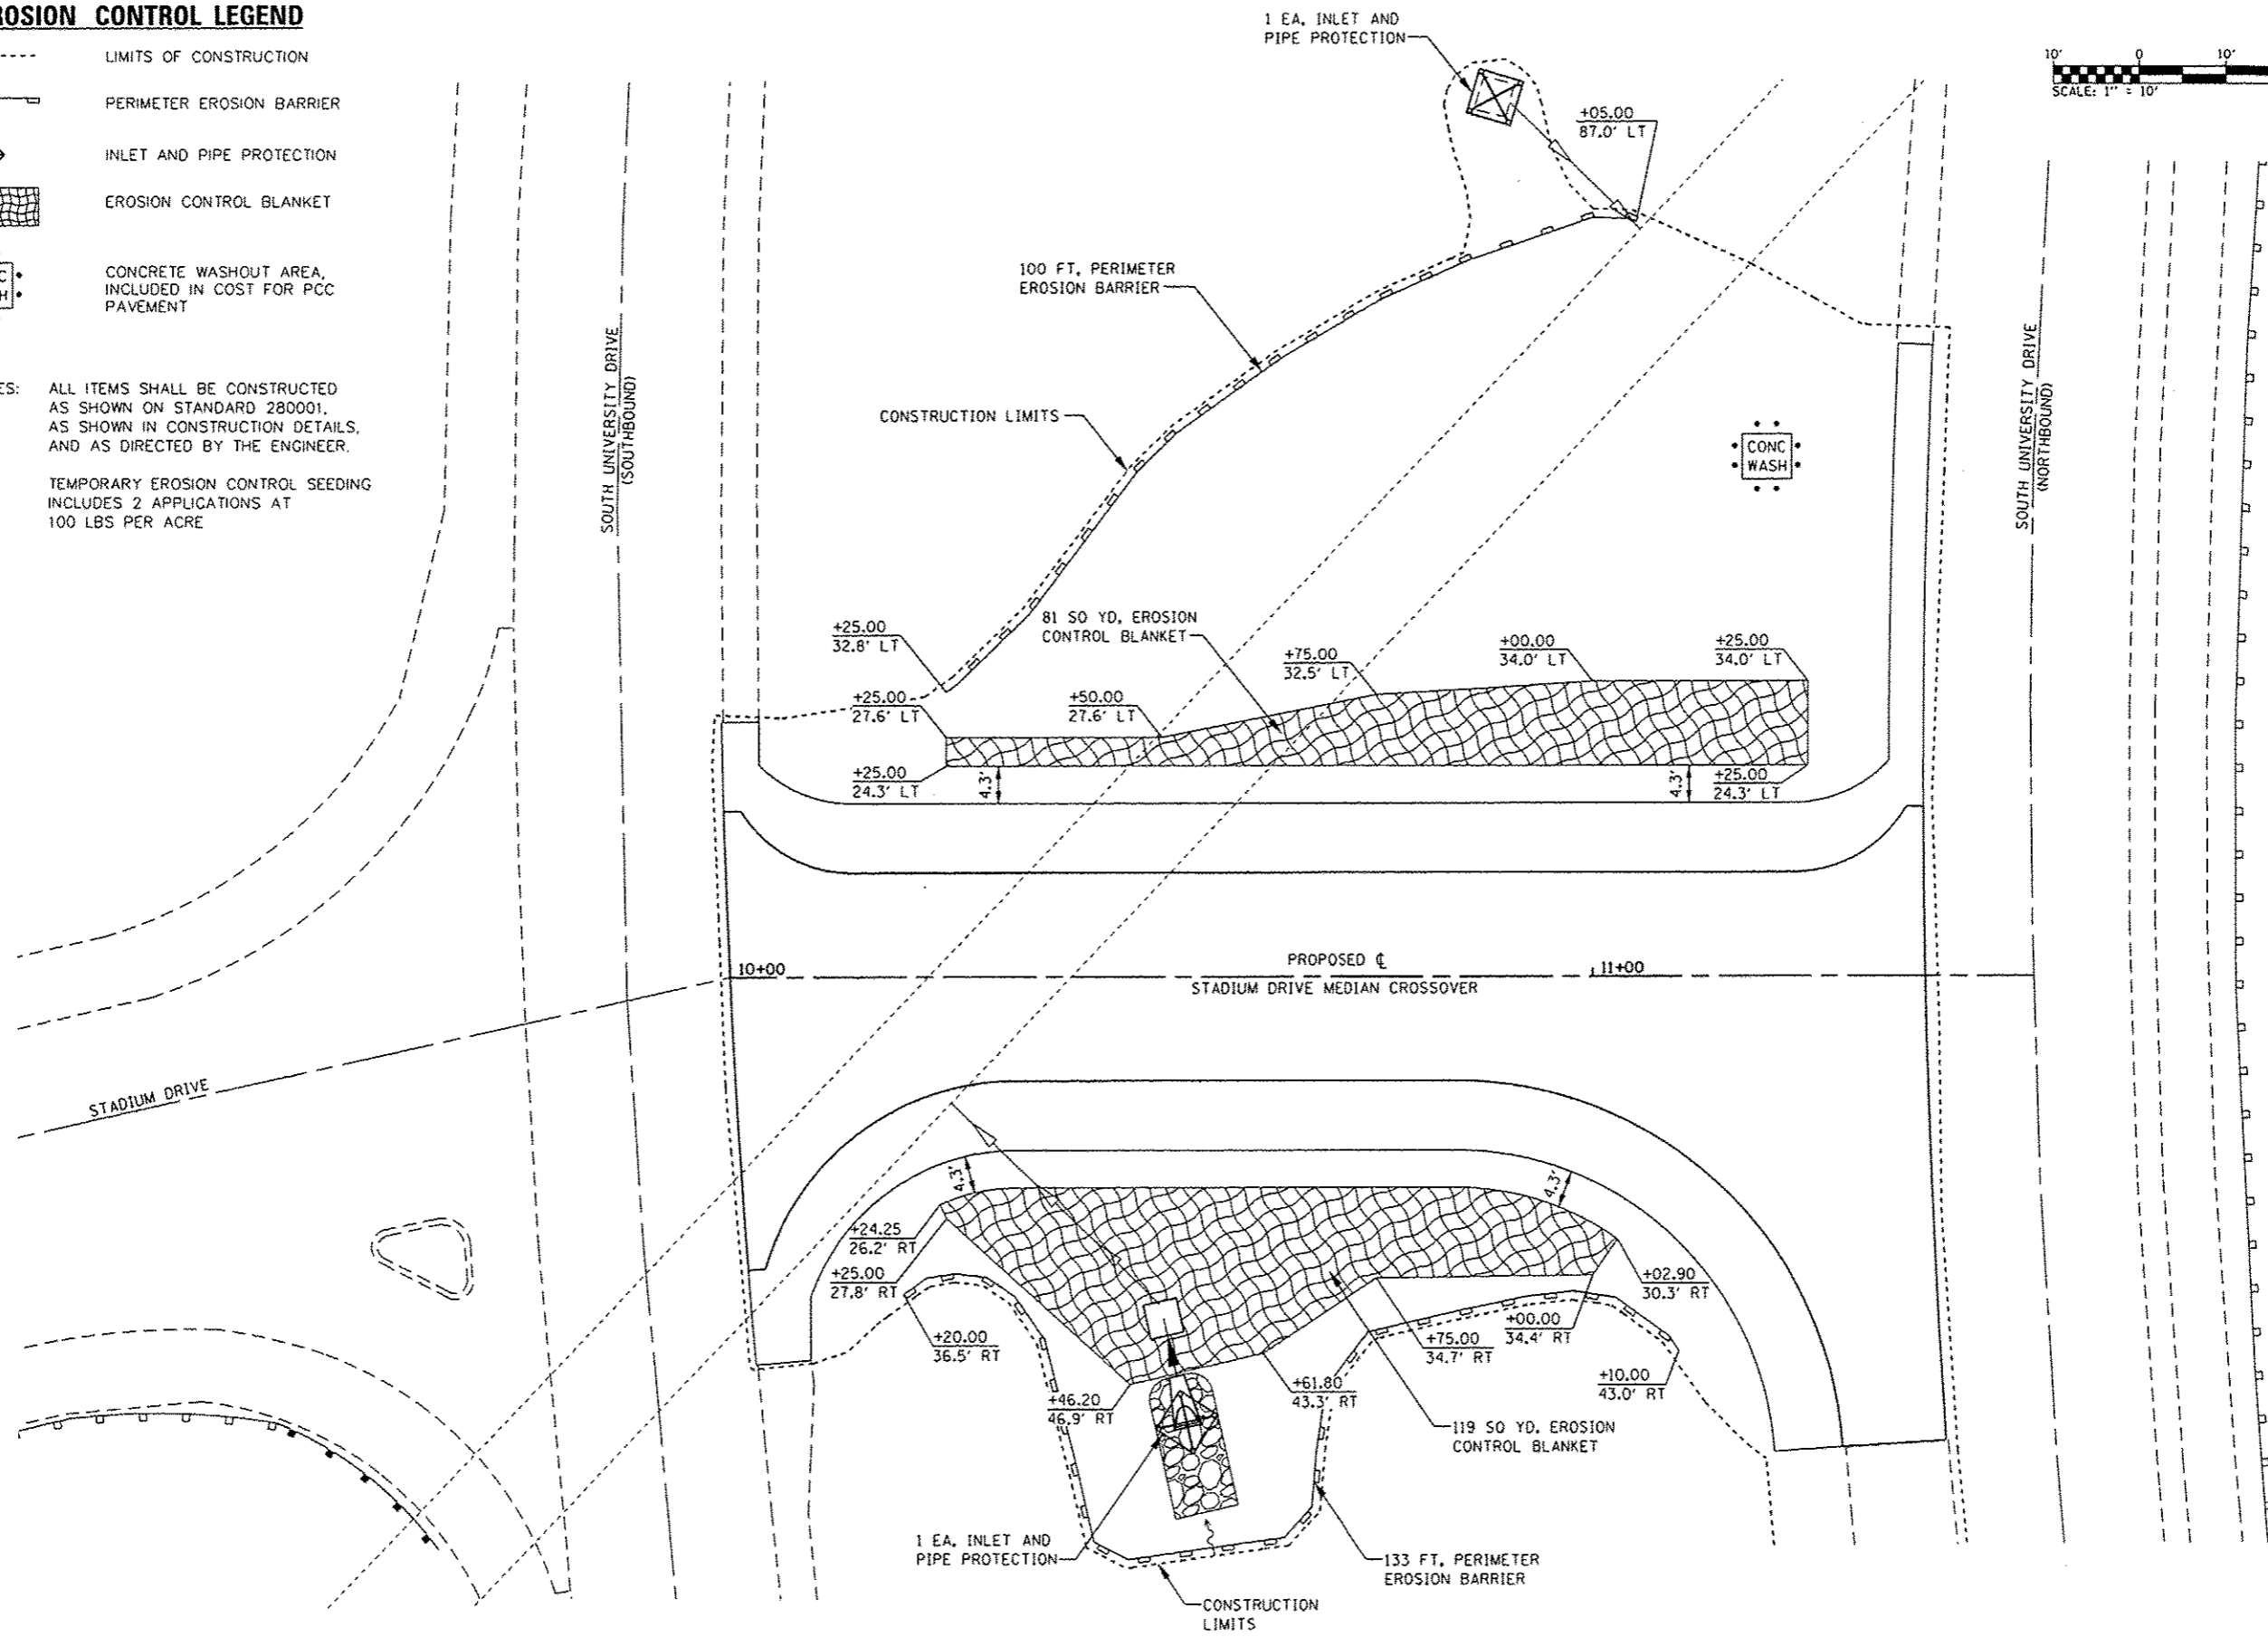 ROSION CONTROL LEGEND
LIMITS OF CONSTRUCTION
PERIMETER EROSION BARRIER
INLET AND PIPE PROTECTION
EROSION CONTROL BLANKET
C
H
CONCRETE WASHOUT AREA,
INCLUDED IN COST FOR PCC
PAVEMENT
ES: ALL ITEMS SHALL BE CONSTRUCTED
AS SHOWN ON STANDARD 280001,
AS SHOWN IN CONSTRUCTION DETAILS,
AND AS DIRECTED BY THE ENGINEER.
TEMPORARY EROSION CONTROL SEEDING
INCLUDES 2 APPLICATIONS AT
100 LBS PER ACRE
1 EA, INLET AND
PIPE PROTECTION
10' 0 10'
SCALE: 1" = 10'
+05.00
87.0' LT
100 FT, PERIMETER
EROSION BARRIER
CONSTRUCTION LIMITS
SOUTH UNIVERSITY DRIVE
(SOUTHBOUND)
SOUTH UNIVERSITY DRIVE
(NORTHBOUND)
CONC
WASH
+25.00
32.8' LT
81 SQ YD, EROSION
CONTROL BLANKET
+75.00
32.5' LT
+00.00
34.0' LT
+25.00
34.0' LT
+25.00
27.6' LT
+50.00
27.6' LT
+25.00
24.3' LT
4.3'
4.3'
+25.00
24.3' LT
10+00
PROPOSED ℄
11+00
STADIUM DRIVE MEDIAN CROSSOVER
STADIUM DRIVE
4.3'
4.3'
+24.25
26.2' RT
+25.00
27.8' RT
+20.00
36.5' RT
+46.20
46.9' RT
+61.80
43.3' RT
+75.00
34.7' RT
+00.00
34.4' RT
+02.90
30.3' RT
+10.00
43.0' RT
119 SQ YD, EROSION
CONTROL BLANKET
1 EA, INLET AND
PIPE PROTECTION
133 FT, PERIMETER
EROSION BARRIER
CONSTRUCTION
LIMITS